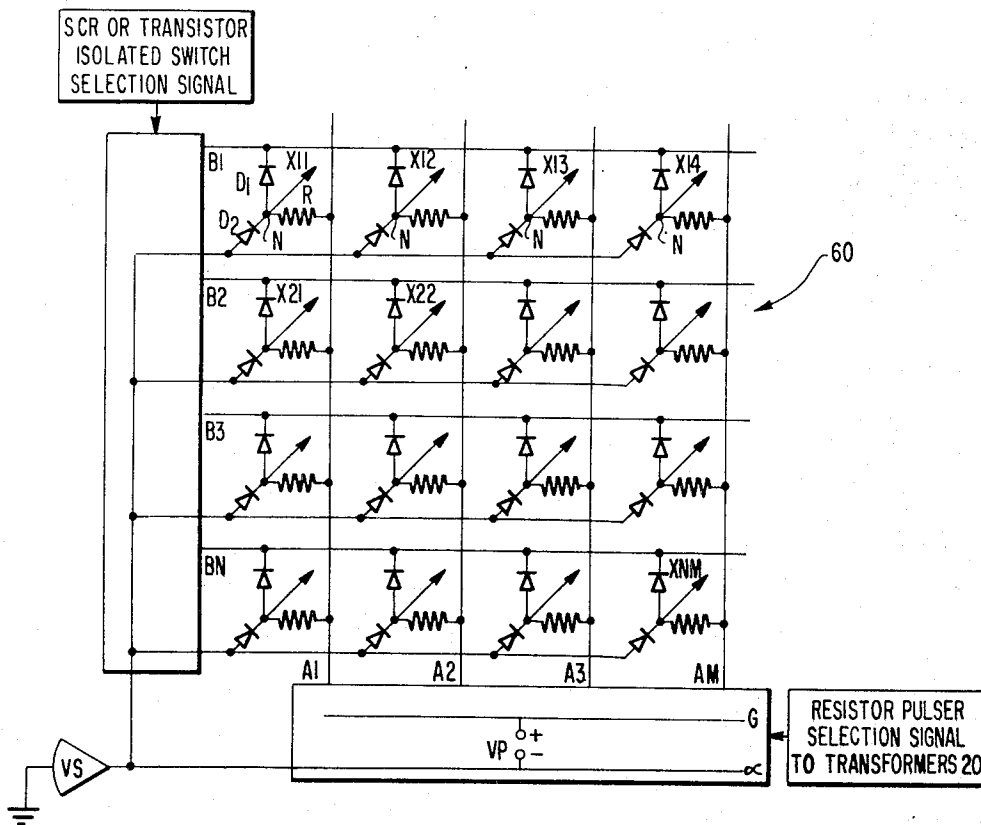 SCR OR TRANSISTOR
ISOLATED SWITCH
SELECTION SIGNAL
B1 X11 X12 X13 X14
D1 R
D2 N N N N
60
B2 X21 X22
B3
BN XNM
A1 A2 A3 AM
G
VP + −
∝
VS
RESISTOR PULSER
SELECTION SIGNAL
TO TRANSFORMERS 20